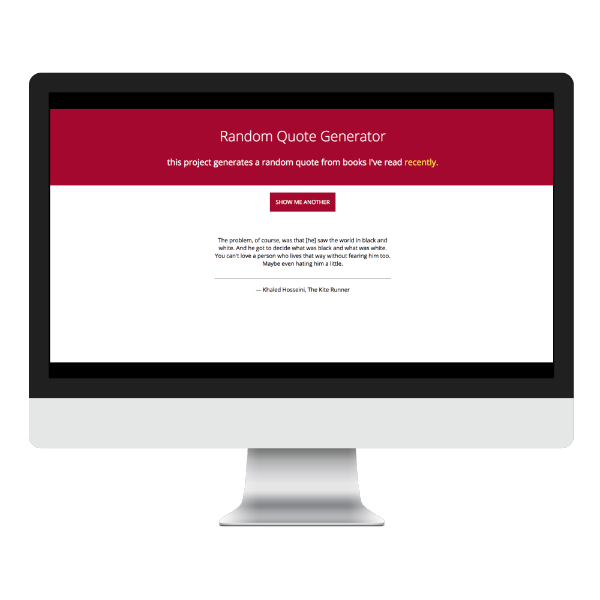 Random Quote Generator
this project generates a random quote from books I've read recently.
SHOW ME ANOTHER
The problem, of course, was that [he] saw the world in black and
white. And he got to decide what was black and what was white.
You can't love a person who lives that way without fearing him too.
Maybe even hating him a little.
— Khaled Hosseini, The Kite Runner